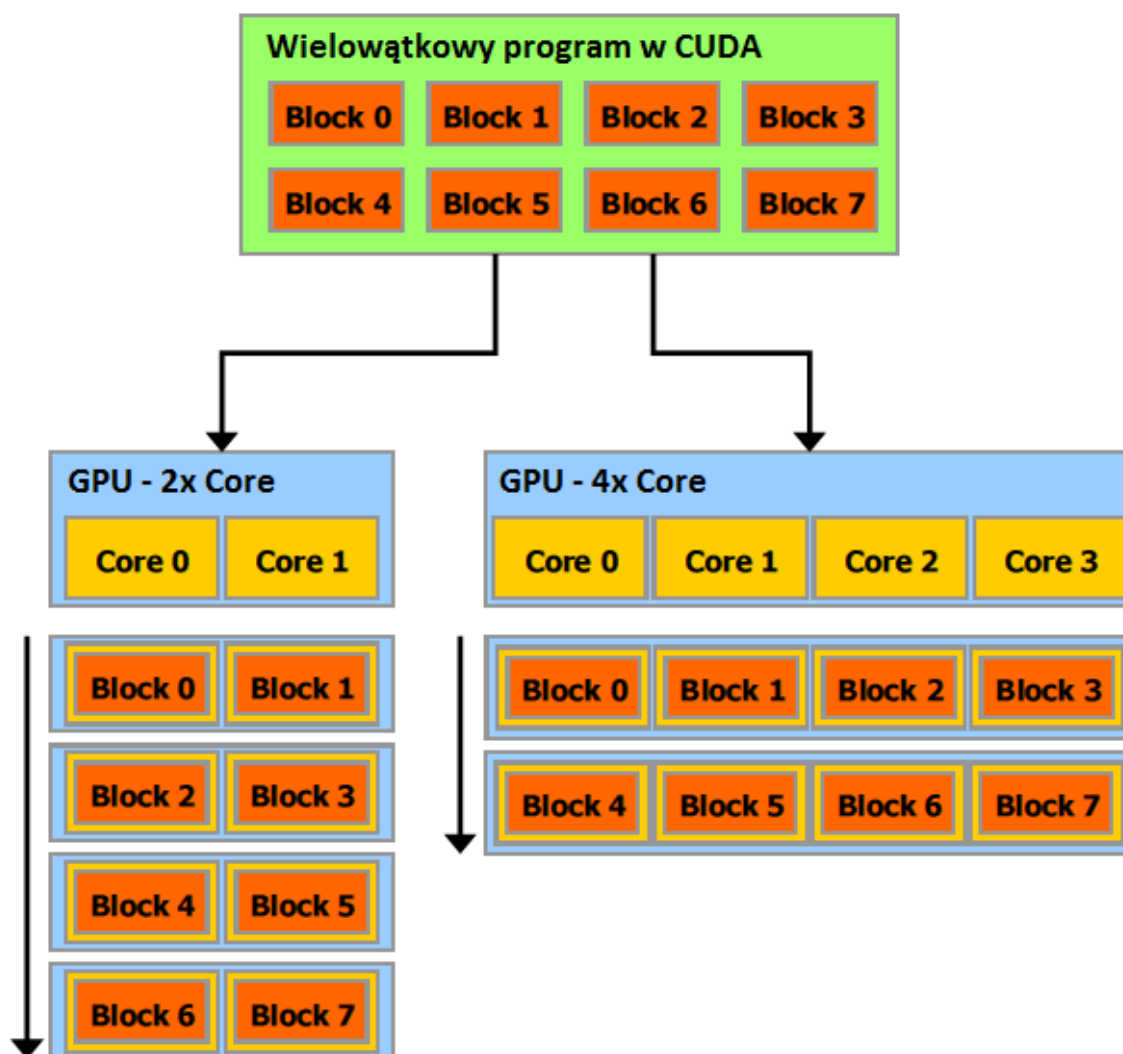 Wielowątkowy program w CUDA
Block 0 Block 1 Block 2 Block 3
Block 4 Block 5 Block 6 Block 7
GPU - 2x Core
Core 0 Core 1
Block 0 Block 1
Block 2 Block 3
Block 4 Block 5
Block 6 Block 7
GPU - 4x Core
Core 0 Core 1 Core 2 Core 3
Block 0 Block 1 Block 2 Block 3
Block 4 Block 5 Block 6 Block 7